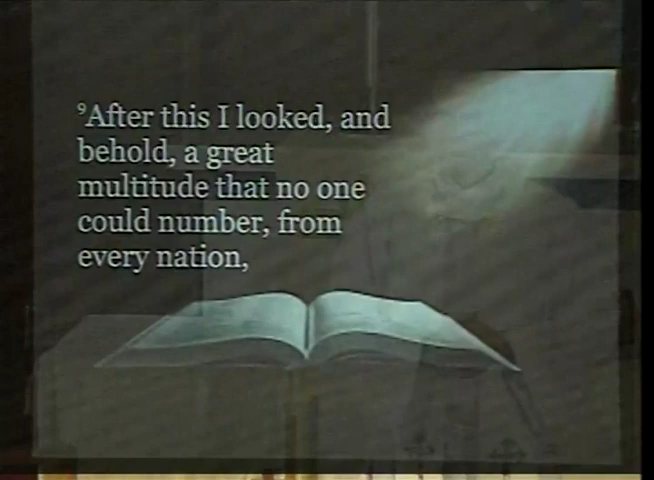 ⁹After this I looked, and
behold, a great
multitude that no one
could number, from
every nation,